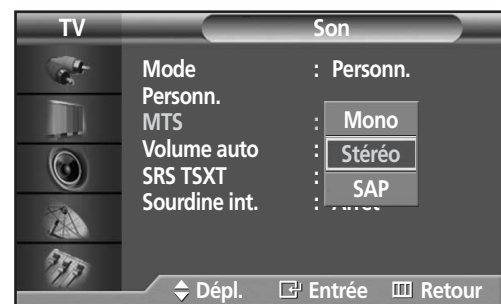 TV Son
Mode : Personn.
Personn.
MTS : Mono
Volume auto : Stéréo
SRS TSXT : SAP
Sourdine int. :
Dépl. Entrée Retour